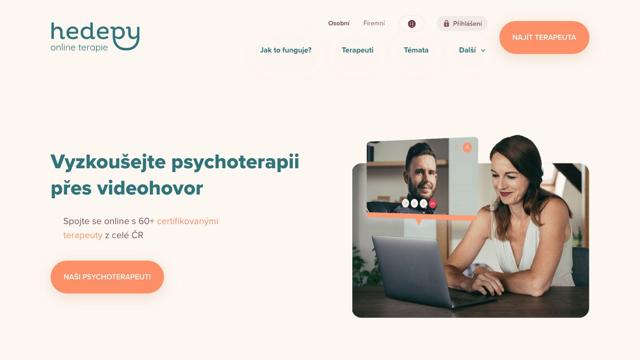 hedepy
online terapie
Osobní
Firemní
Přihlášení
Jak to funguje?
Terapeuti
Témata
Další
NAJÍT TERAPEUTA
Vyzkoušejte psychoterapii
přes videohovor
Spojte se online s 60+ certifikovanými
terapeuty z celé ČR
NAŠI PSYCHOTERAPEUTI